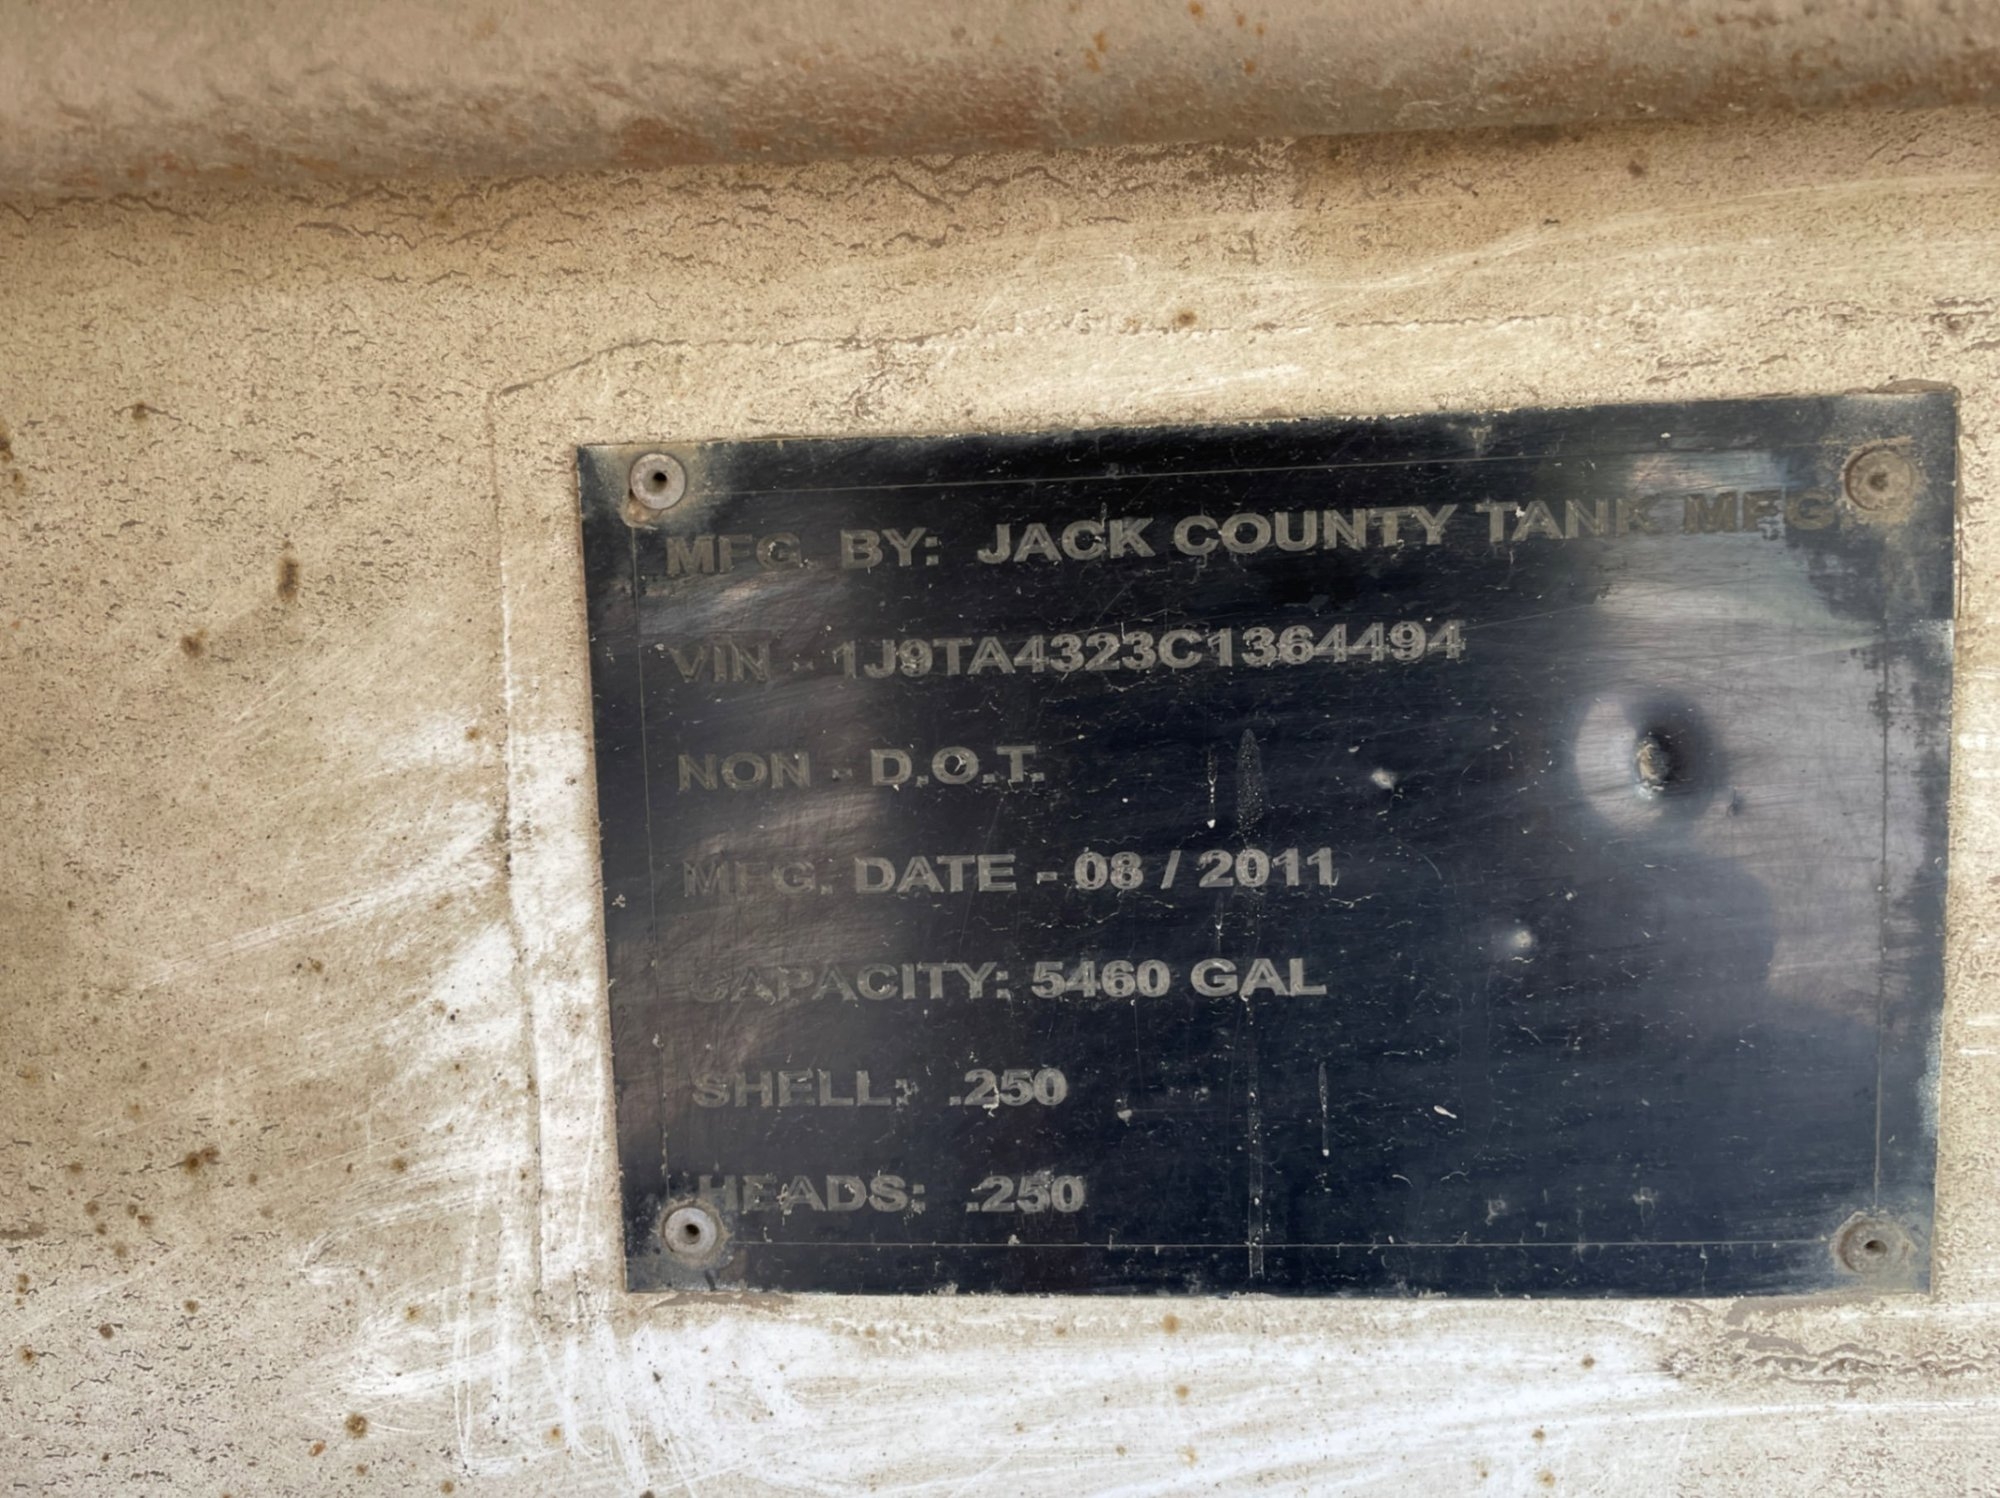 MFG. BY: JACK COUNTY TANK MFG.
VIN - 1J9TA4323C1364494
NON - D.O.T.
MFG. DATE - 08 / 2011
CAPACITY: 5460 GAL
SHELL: .250
HEADS: .250